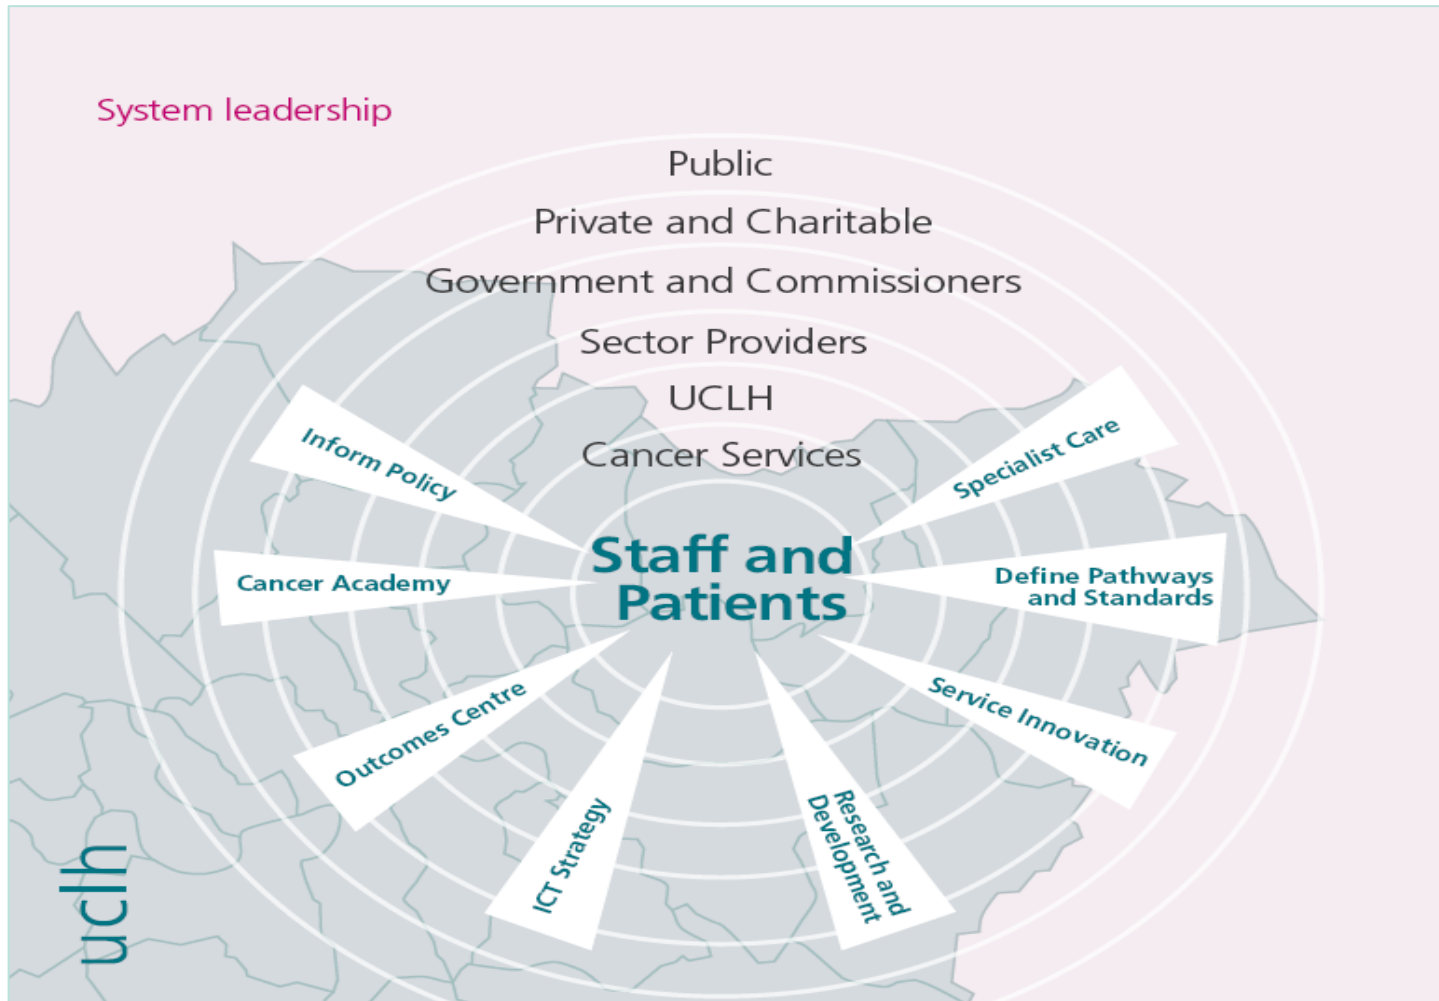 System leadership
Public
Private and Charitable
Government and Commissioners
Sector Providers
UCLH
Cancer Services
Staff and
Patients
Inform Policy
Cancer Academy
Outcomes Centre
ICT Strategy
Research and
Development
Service Innovation
Define Pathways
and Standards
Specialist Care
uclh